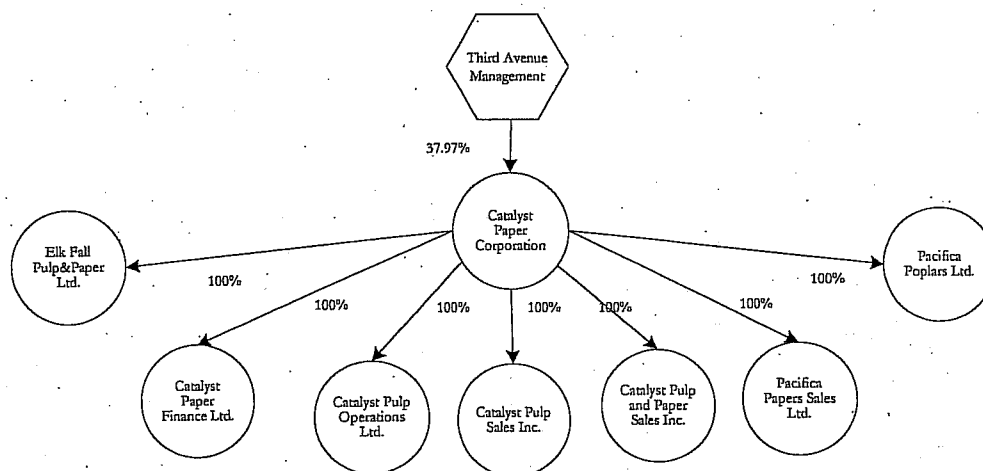 Third Avenue
Management
37.97%
Catalyst
Paper
Corporation
Elk Fall
Pulp&Paper
Ltd.
Pacifica
Poplars Ltd.
100%
100%
100%
100%
100%
100%
100%
Catalyst
Paper
Finance Ltd.
Catalyst Pulp
Operations
Ltd.
Catalyst Pulp
Sales Inc.
Catalyst Pulp
and Paper
Sales Inc.
Pacifica
Papers Sales
Ltd.